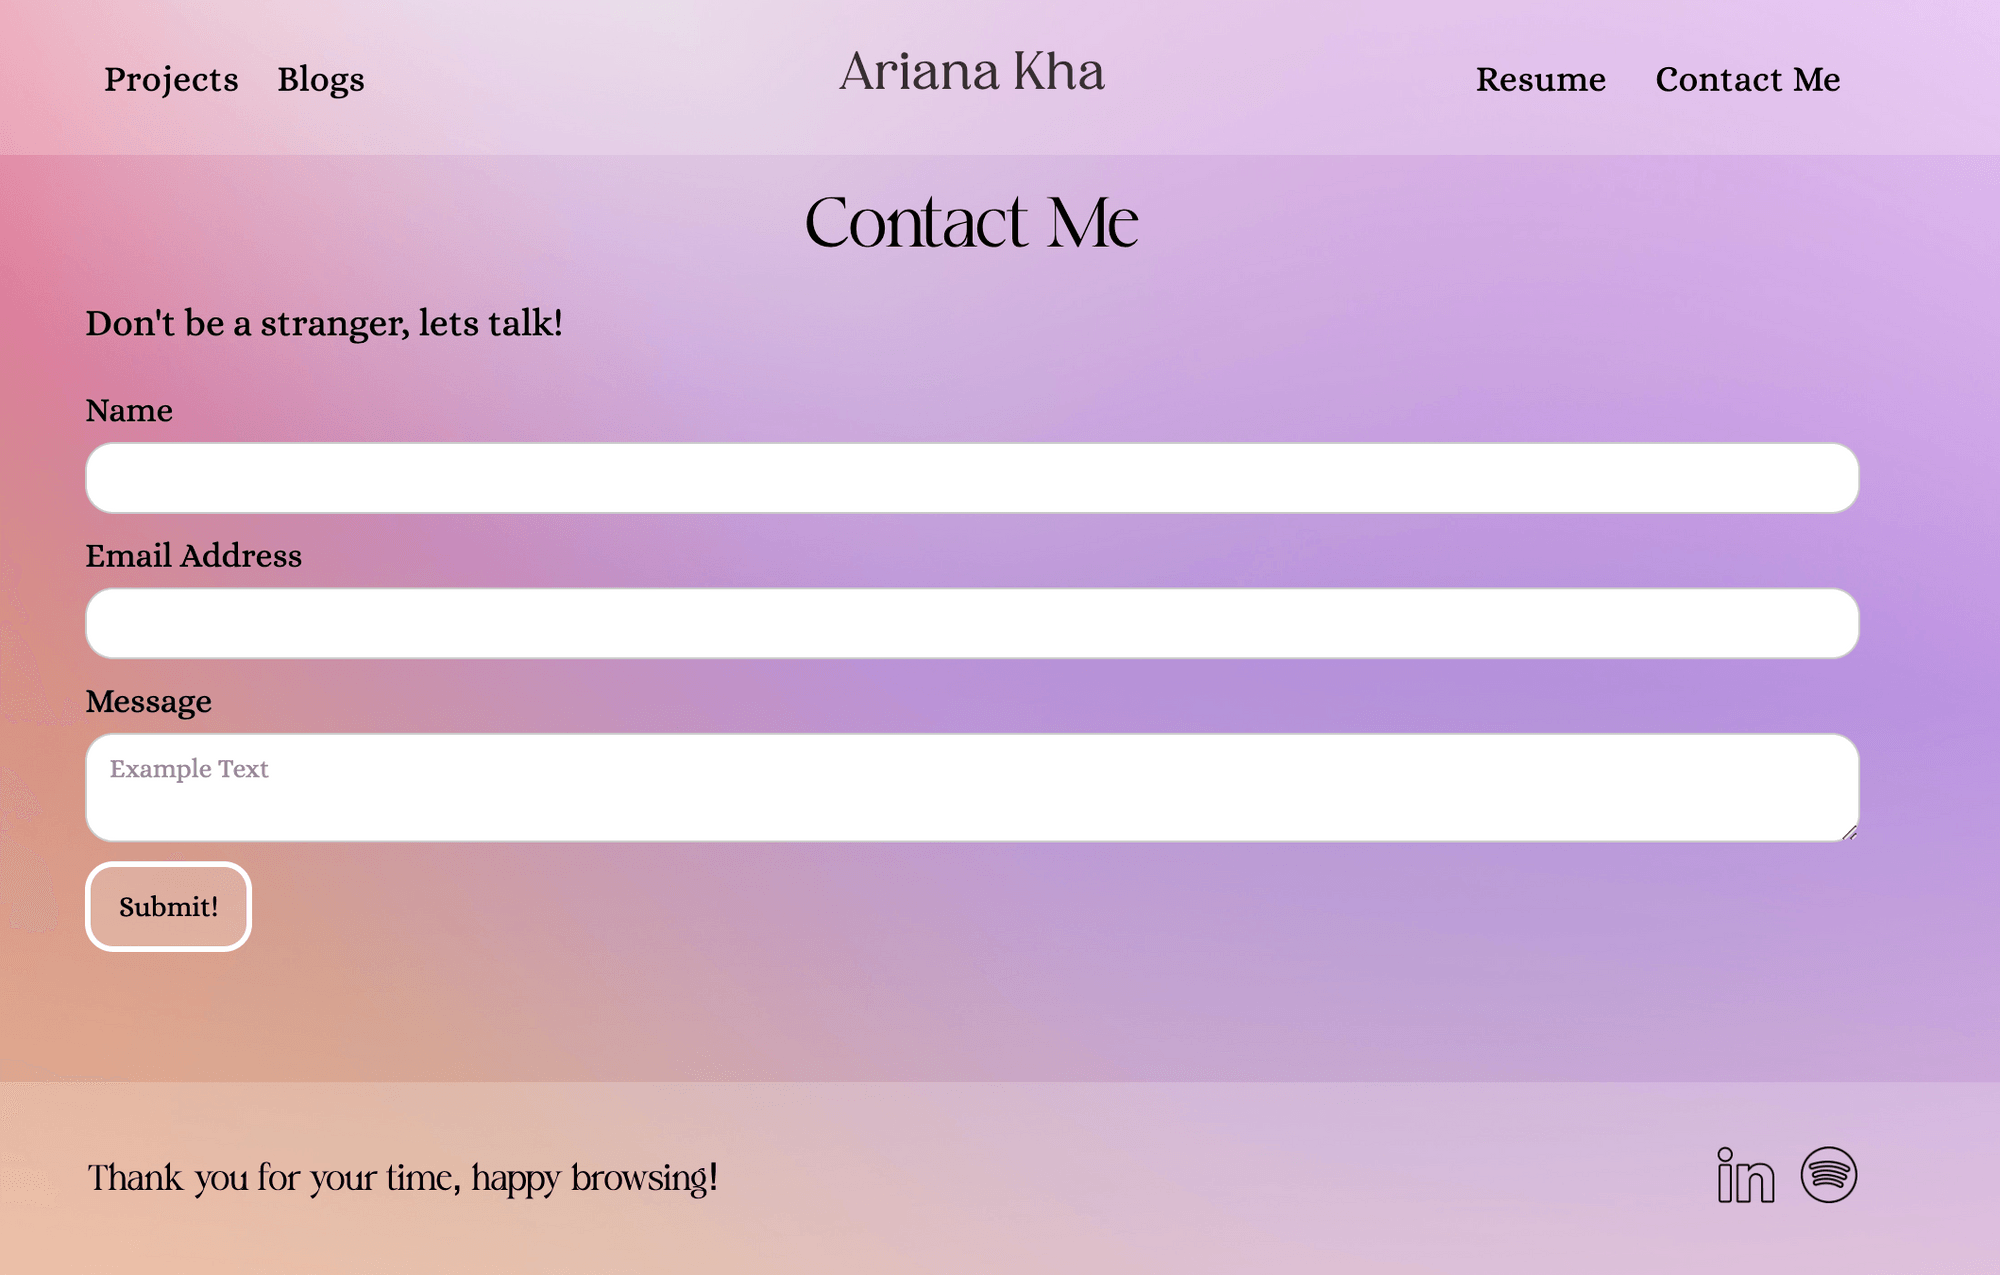 Projects Blogs Ariana Kha Resume Contact Me
Contact Me
Don't be a stranger, lets talk!
Name
Email Address
Message
Example Text
Submit!
Thank you for your time, happy browsing! in